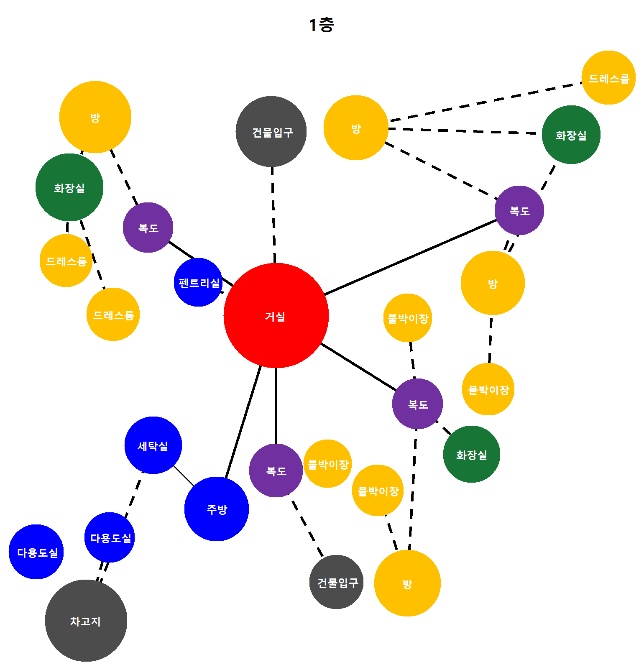 1층
드레스룸
방
건물입구
방
화장실
화장실
복도
복도
드레스룸
펜트리실
방
드레스룸
거실
붙박이장
붙박이장
복도
세탁실
화장실
복도
붙박이장
붙박이장
주방
다용도실
다용도실
건물입구
방
차고지